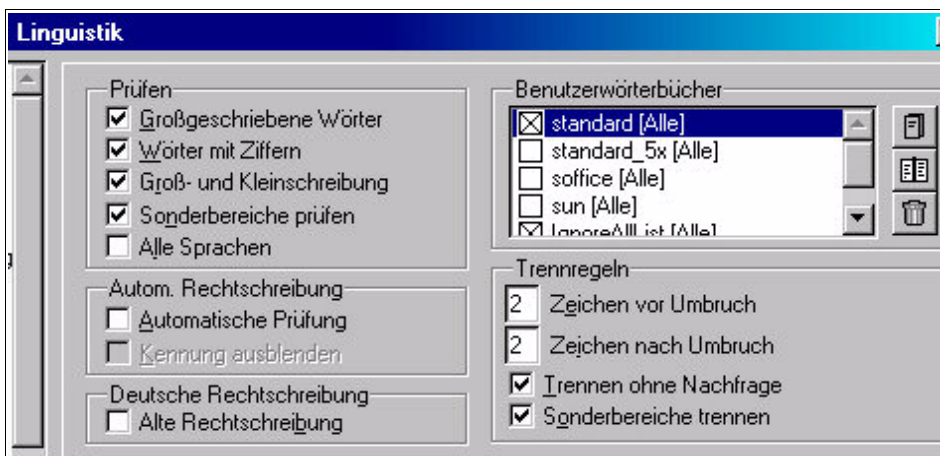 Linguistik
Prüfen
Großgeschriebene Wörter
Wörter mit Ziffern
Groß- und Kleinschreibung
Sonderbereiche prüfen
Alle Sprachen
Autom. Rechtschreibung
Automatische Prüfung
Kennung ausblenden
Deutsche Rechtschreibung
Alte Rechtschreibung
Benutzerwörterbücher
standard [Alle]
standard_5x [Alle]
soffice [Alle]
sun [Alle]
IgnoreAllList [Alle]
Trennregeln
2 Zeichen vor Umbruch
2 Zeichen nach Umbruch
Trennen ohne Nachfrage
Sonderbereiche trennen